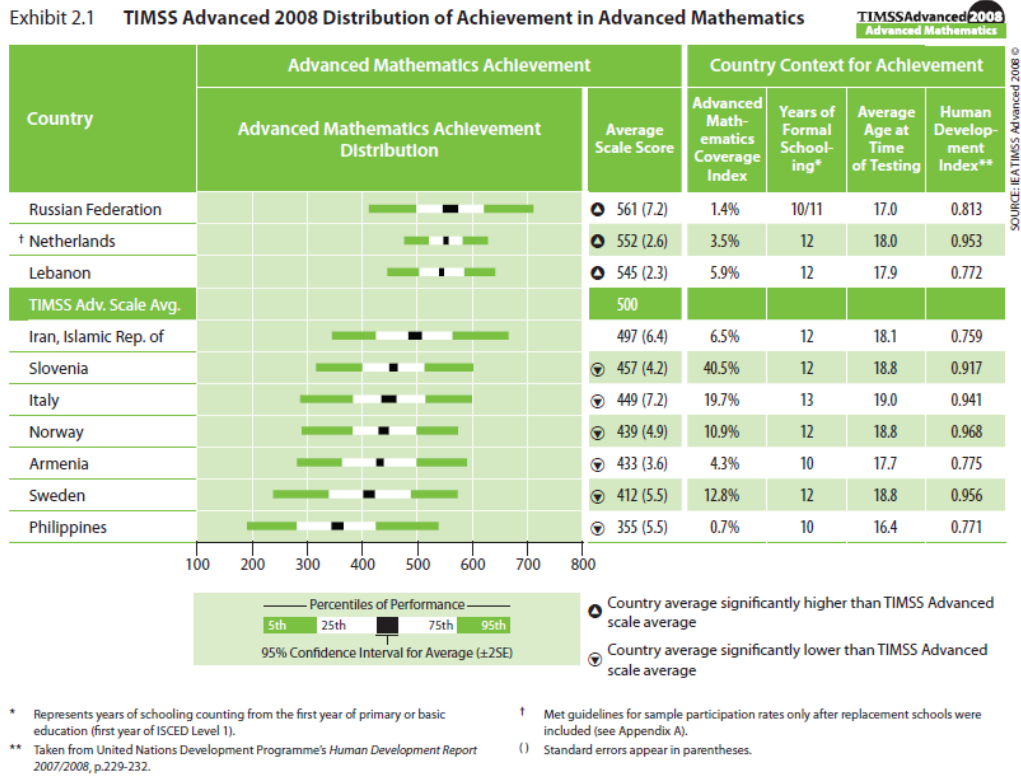 Exhibit 2.1 TIMSS Advanced 2008 Distribution of Achievement in Advanced Mathematics
TIMSSAdvanced 2008
Advanced Mathematics
Country
Advanced Mathematics Achievement
Country Context for Achievement
Advanced Mathematics Achievement
Distribution
Average
Scale Score
Advanced
Math-
ematics
Coverage
Index
Years of
Formal
School-
ing*
Average
Age at
Time
of Testing
Human
Develop-
ment
Index**
Russian Federation 561 (7.2) 1.4% 10/11 17.0 0.813
† Netherlands 552 (2.6) 3.5% 12 18.0 0.953
Lebanon 545 (2.3) 5.9% 12 17.9 0.772
TIMSS Adv. Scale Avg. 500
Iran, Islamic Rep. of 497 (6.4) 6.5% 12 18.1 0.759
Slovenia 457 (4.2) 40.5% 12 18.8 0.917
Italy 449 (7.2) 19.7% 13 19.0 0.941
Norway 439 (4.9) 10.9% 12 18.8 0.968
Armenia 433 (3.6) 4.3% 10 17.7 0.775
Sweden 412 (5.5) 12.8% 12 18.8 0.956
Philippines 355 (5.5) 0.7% 10 16.4 0.771
100 200 300 400 500 600 700 800
SOURCE: IEA TIMSS Advanced 2008 ©
Percentiles of Performance
5th 25th 75th 95th
95% Confidence Interval for Average (±2SE)
Country average significantly higher than TIMSS Advanced
scale average
Country average significantly lower than TIMSS Advanced
scale average
* Represents years of schooling counting from the first year of primary or basic
education (first year of ISCED Level 1).
** Taken from United Nations Development Programme's Human Development Report
2007/2008, p.229-232.
† Met guidelines for sample participation rates only after replacement schools were
included (see Appendix A).
( ) Standard errors appear in parentheses.